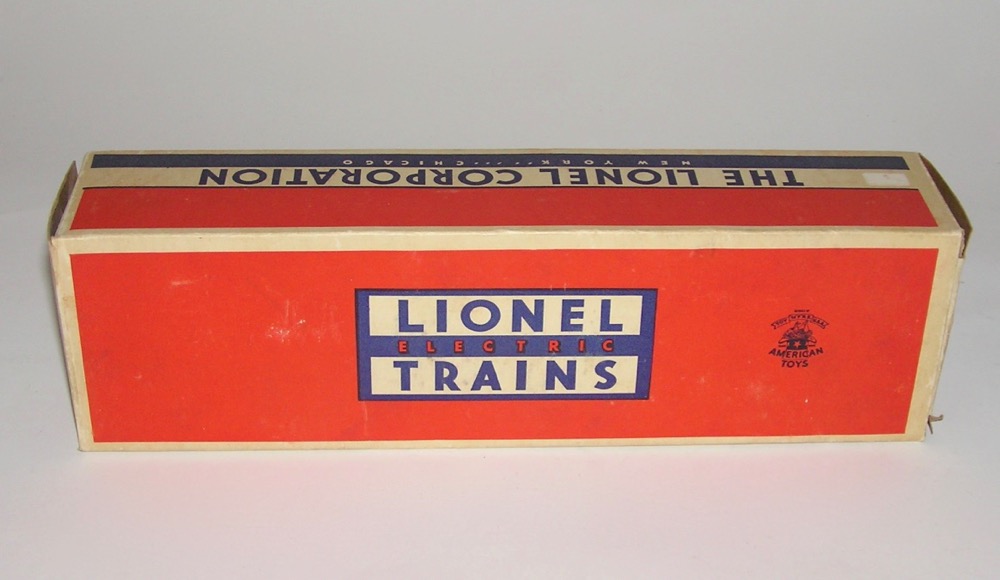 NEW YORK.....CHICAGO
THE LIONEL CORPORATION
LIONEL
ELECTRIC
TRAINS
AMERICAN
TOYS